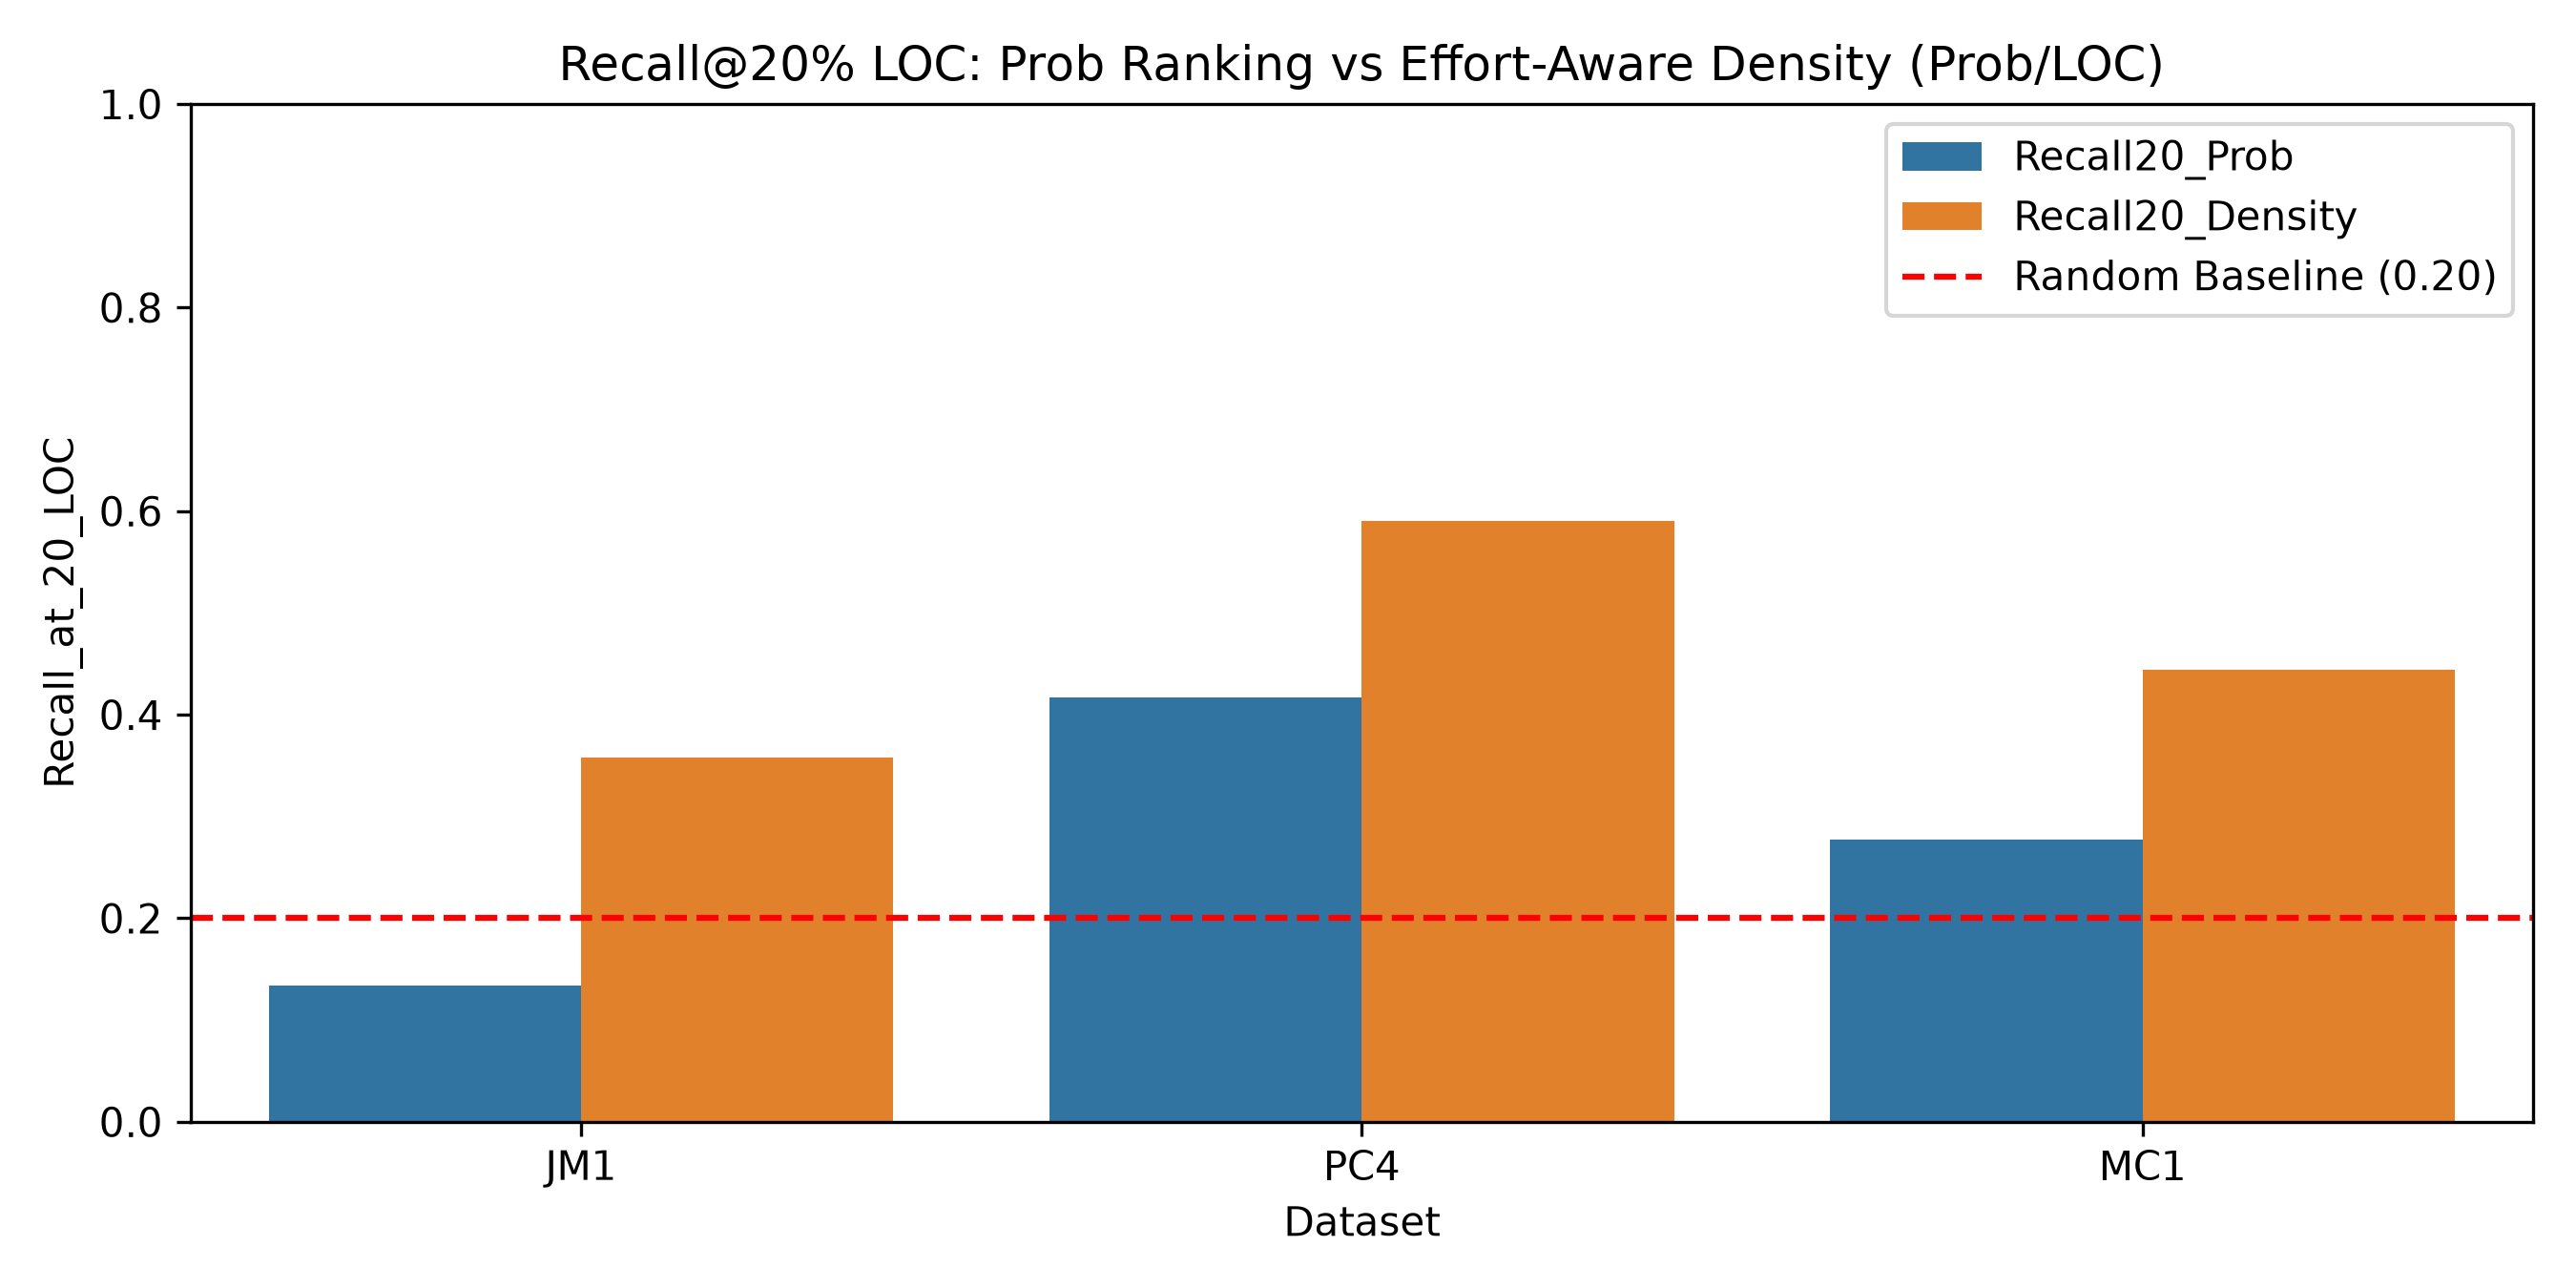 Recall@20% LOC: Prob Ranking vs Effort-Aware Density (Prob/LOC)
Recall20_Prob
Recall20_Density
Random Baseline (0.20)
Recall_at_20_LOC
1.0
0.8
0.6
0.4
0.2
0.0
JM1 PC4 MC1
Dataset